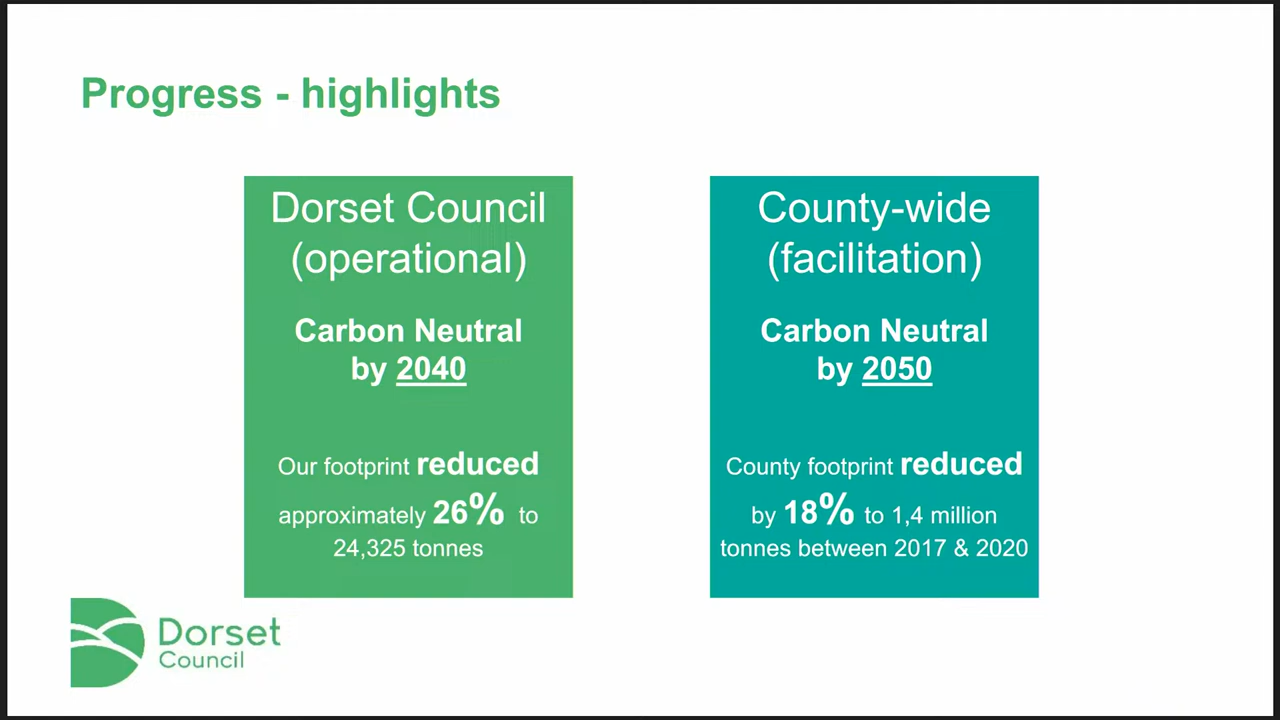 Progress - highlights
Dorset Council
(operational)
Carbon Neutral
by 2040
Our footprint reduced
approximately 26% to
24,325 tonnes
County-wide
(facilitation)
Carbon Neutral
by 2050
County footprint reduced
by 18% to 1,4 million
tonnes between 2017 & 2020
Dorset
Council